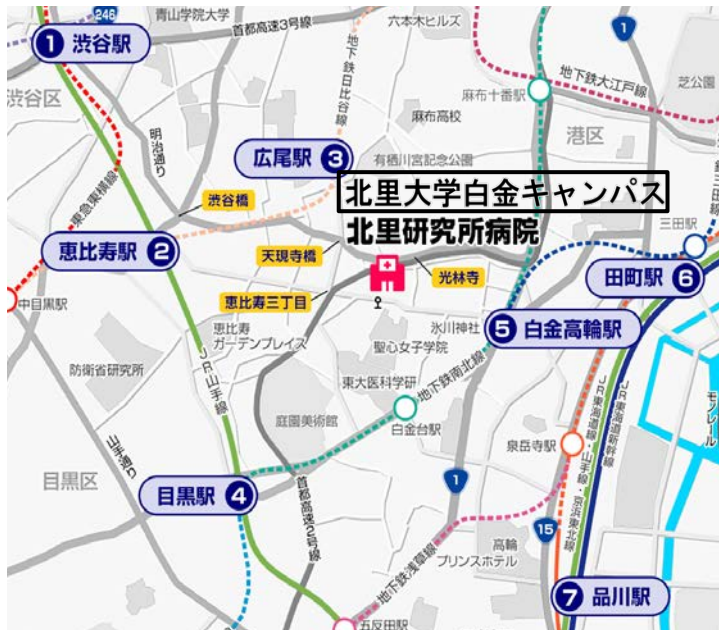 青山学院大学
246
首都高速3号線
六本木ヒルズ
1
1 渋谷駅
地下鉄日比谷線
地下鉄大江戸線
麻布十番駅
芝公園
渋谷区
明治通り
麻布高校
港区
広尾駅 3
有栖川宮記念公園
東急東横線
渋谷橋
北里大学白金キャンパス
北里研究所病院
三田駅
恵比寿駅 2
天現寺橋
光林寺
田町駅 6
中目黒駅
恵比寿三丁目
恵比寿
ガーデンプレイス
氷川神社
5 白金高輪駅
聖心女子学院
防衛省研究所
JR山手線
東大医科学研
地下鉄南北線
JR東海道新幹線
JR東海道線・山手線・京浜東北線
モノレール
庭園美術館
白金台駅
山手通り
泉岳寺駅
目黒区
目黒駅 4
1
首都高速2号線
15
地下鉄浅草線
高輪
プリンスホテル
7 品川駅
五反田駅